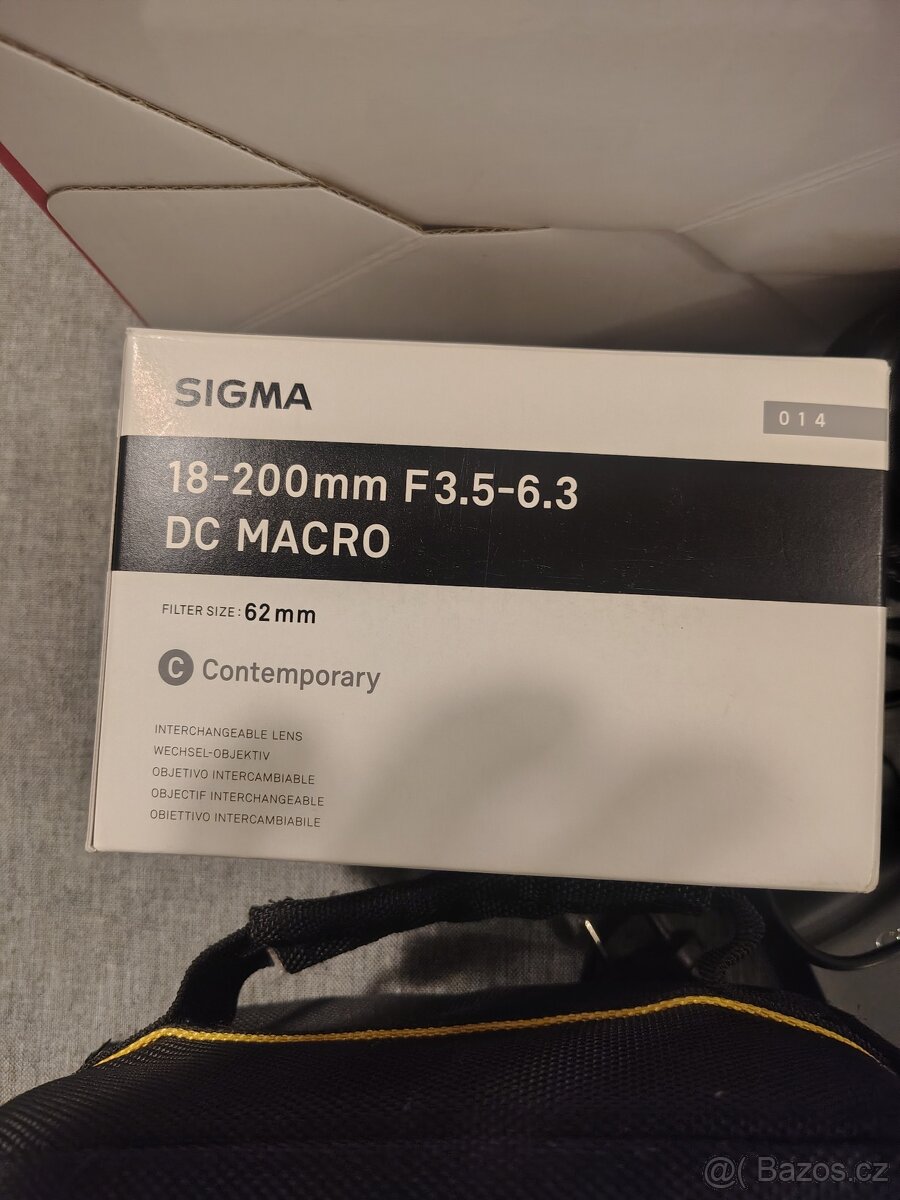 SIGMA
014
18-200mm F3.5-6.3
DC MACRO
FILTER SIZE: 62mm
C Contemporary
INTERCHANGEABLE LENS
WECHSEL-OBJEKTIV
OBJETIVO INTERCAMBIABLE
OBJECTIF INTERCHANGEABLE
OBIETTIVO INTERCAMBIABILE
@( Bazos.cz